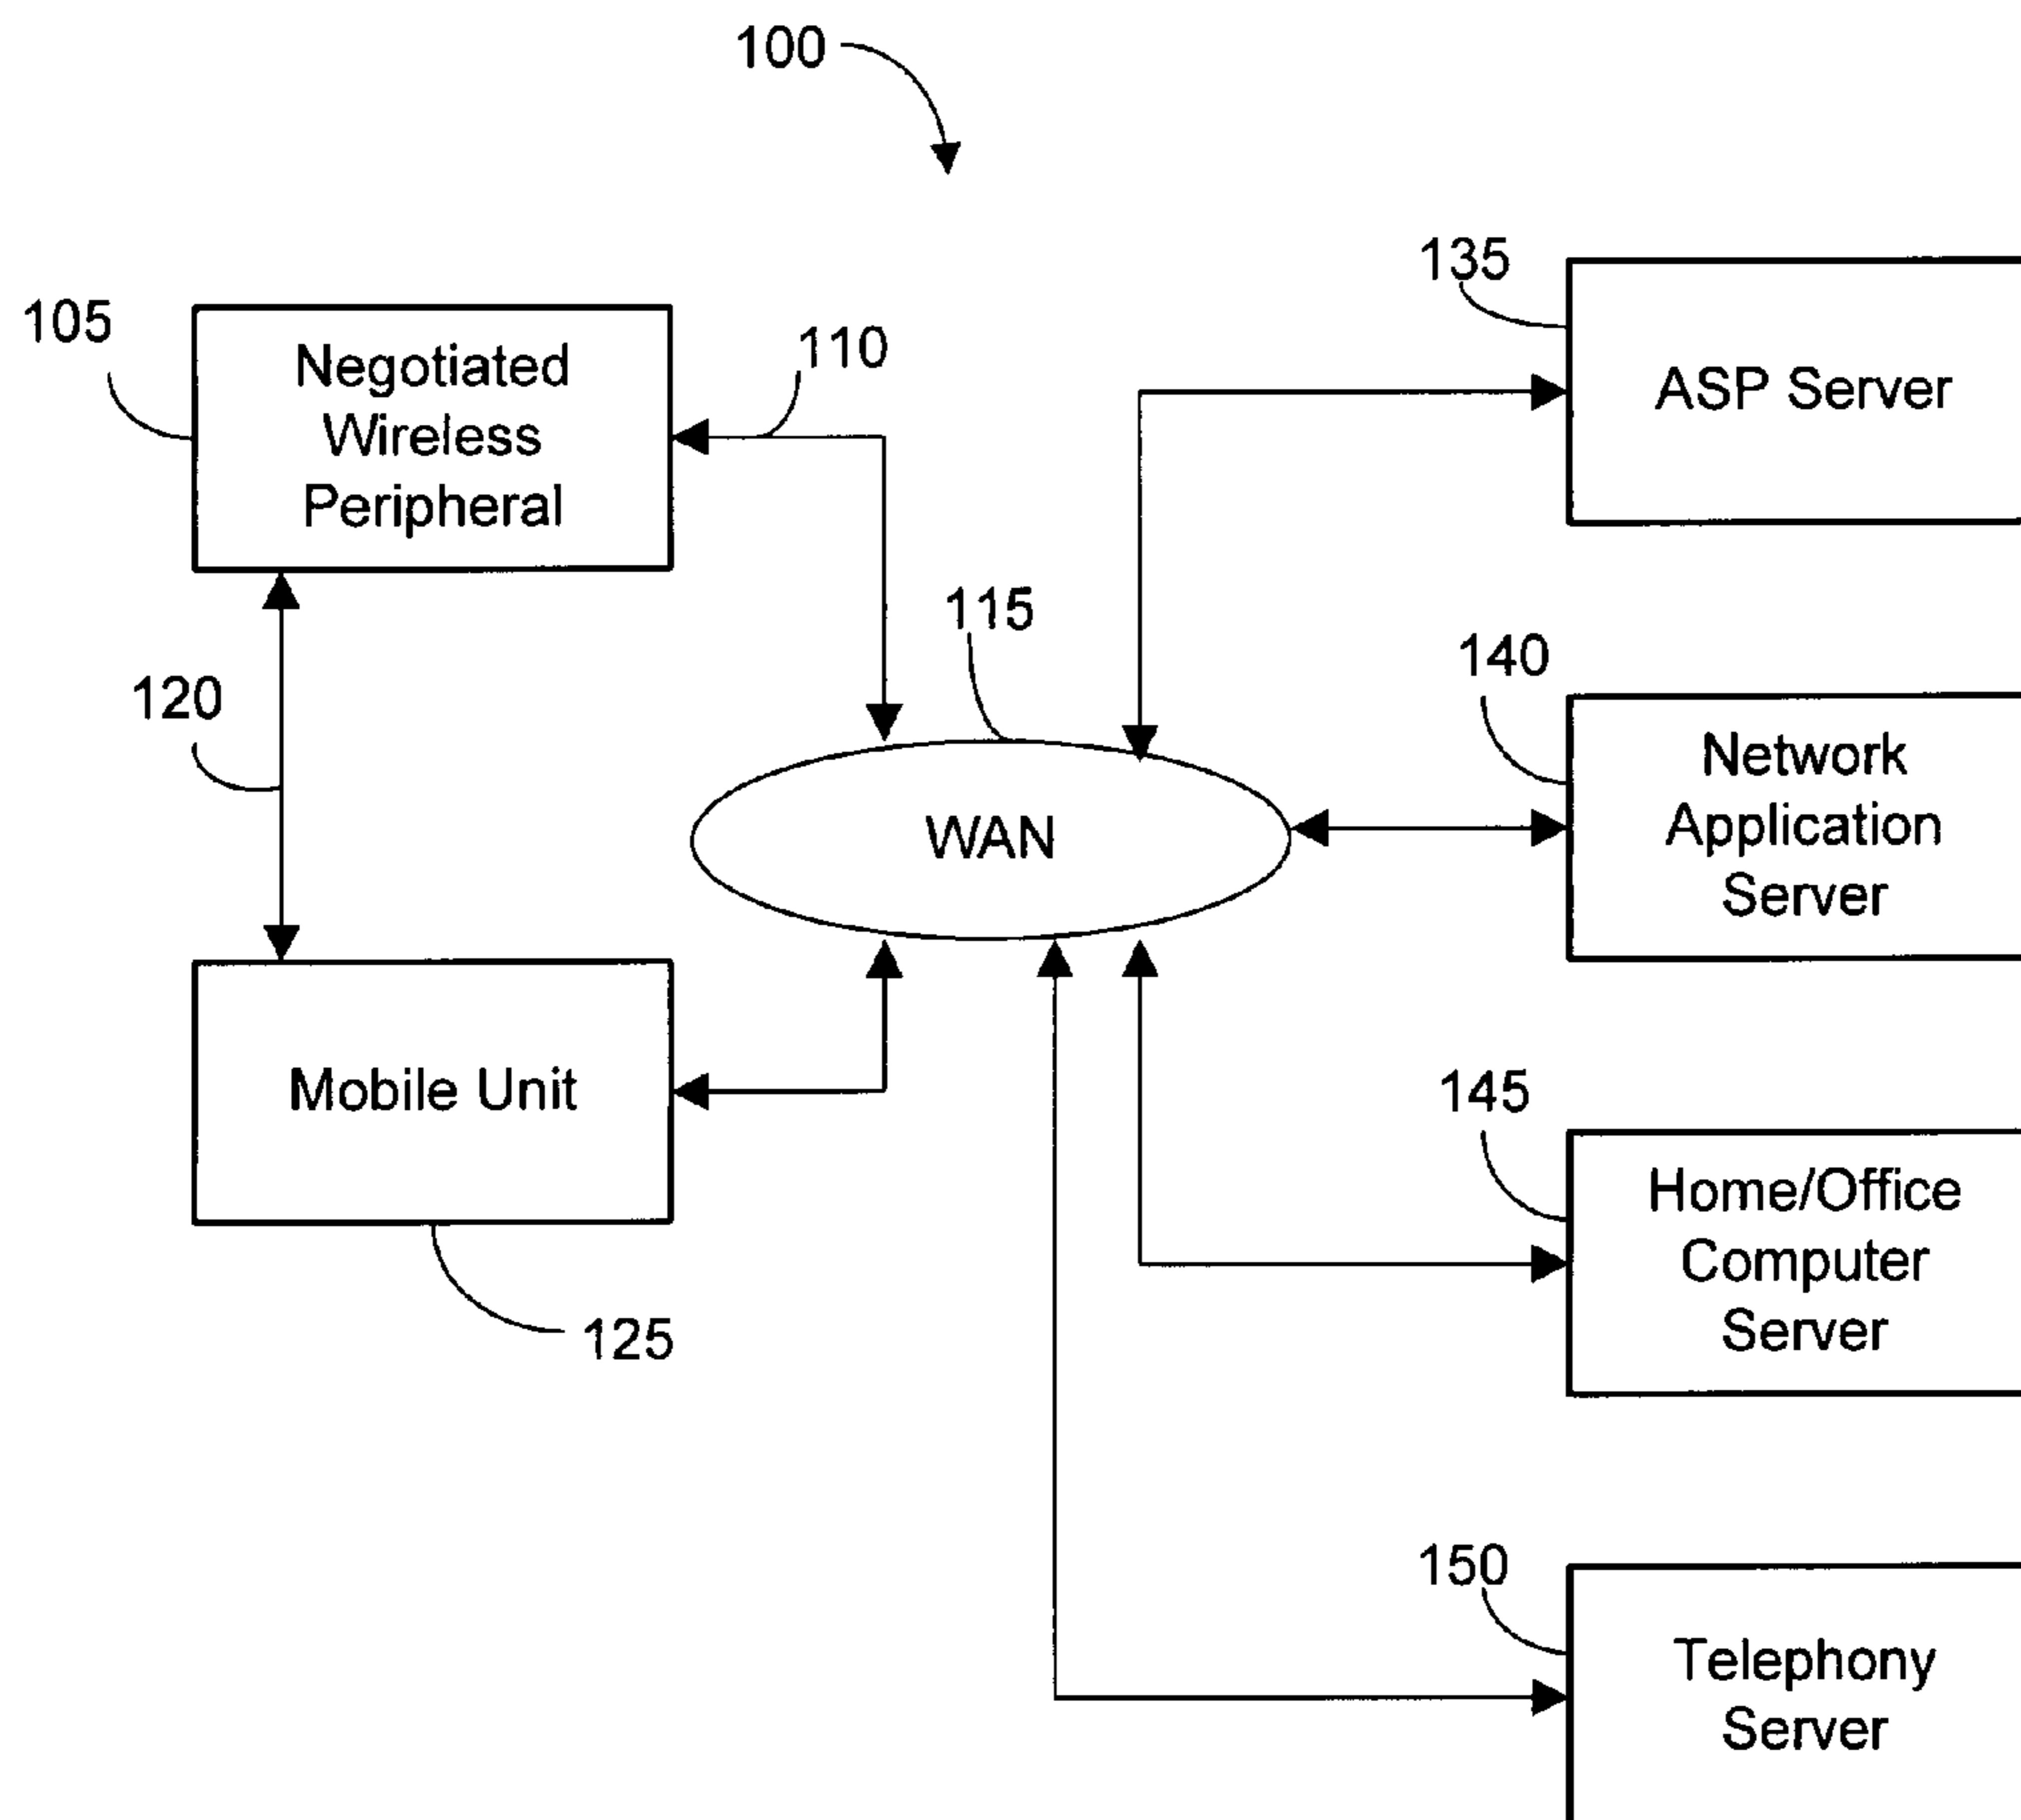 100
135
105
Negotiated
Wireless
Peripheral
110
ASP Server
115
120
140
WAN
Network
Application
Server
Mobile Unit
125
145
Home/Office
Computer
Server
150
Telephony
Server